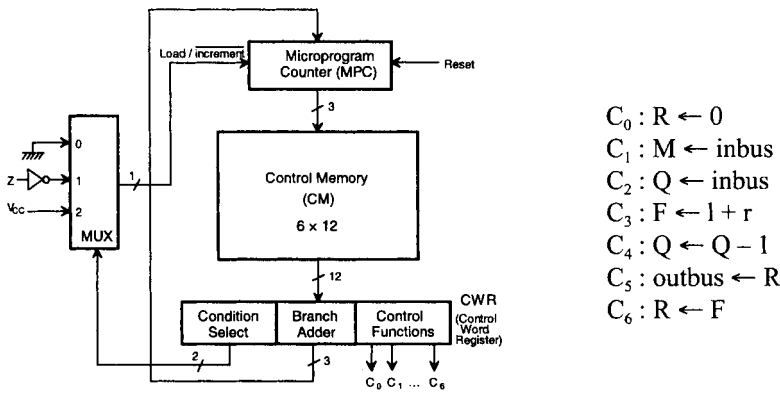 Load / increment
Microprogram
Counter (MPC)
Reset
3
0
Z
1
1
VCC
2
MUX
Control Memory
(CM)
6 × 12
12
CWR
(Control
Word
Register)
Condition
Select
Branch
Adder
Control
Functions
2
3
C0 C1 ... C6
C0 : R ← 0
C1 : M ← inbus
C2 : Q ← inbus
C3 : F ← l + r
C4 : Q ← Q – 1
C5 : outbus ← R
C6 : R ← F